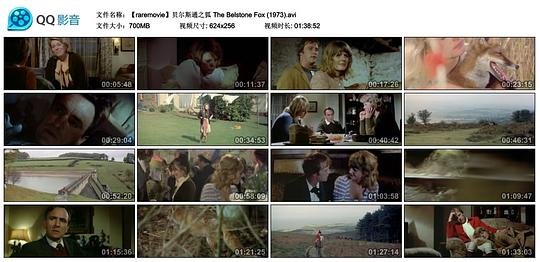 QQ影音
文件名称: 【raremovie】贝尔斯通之狐 The Belstone Fox (1973).avi
文件大小: 700MB 视频尺寸: 624x256 视频时长: 01:38:52
00:05:48 00:11:37 00:17:26 00:23:15
00:29:04 00:34:53 00:40:42 00:46:31
00:52:20 00:58:09 01:03:58 01:09:47
01:15:36 01:21:25 01:27:14 01:33:03